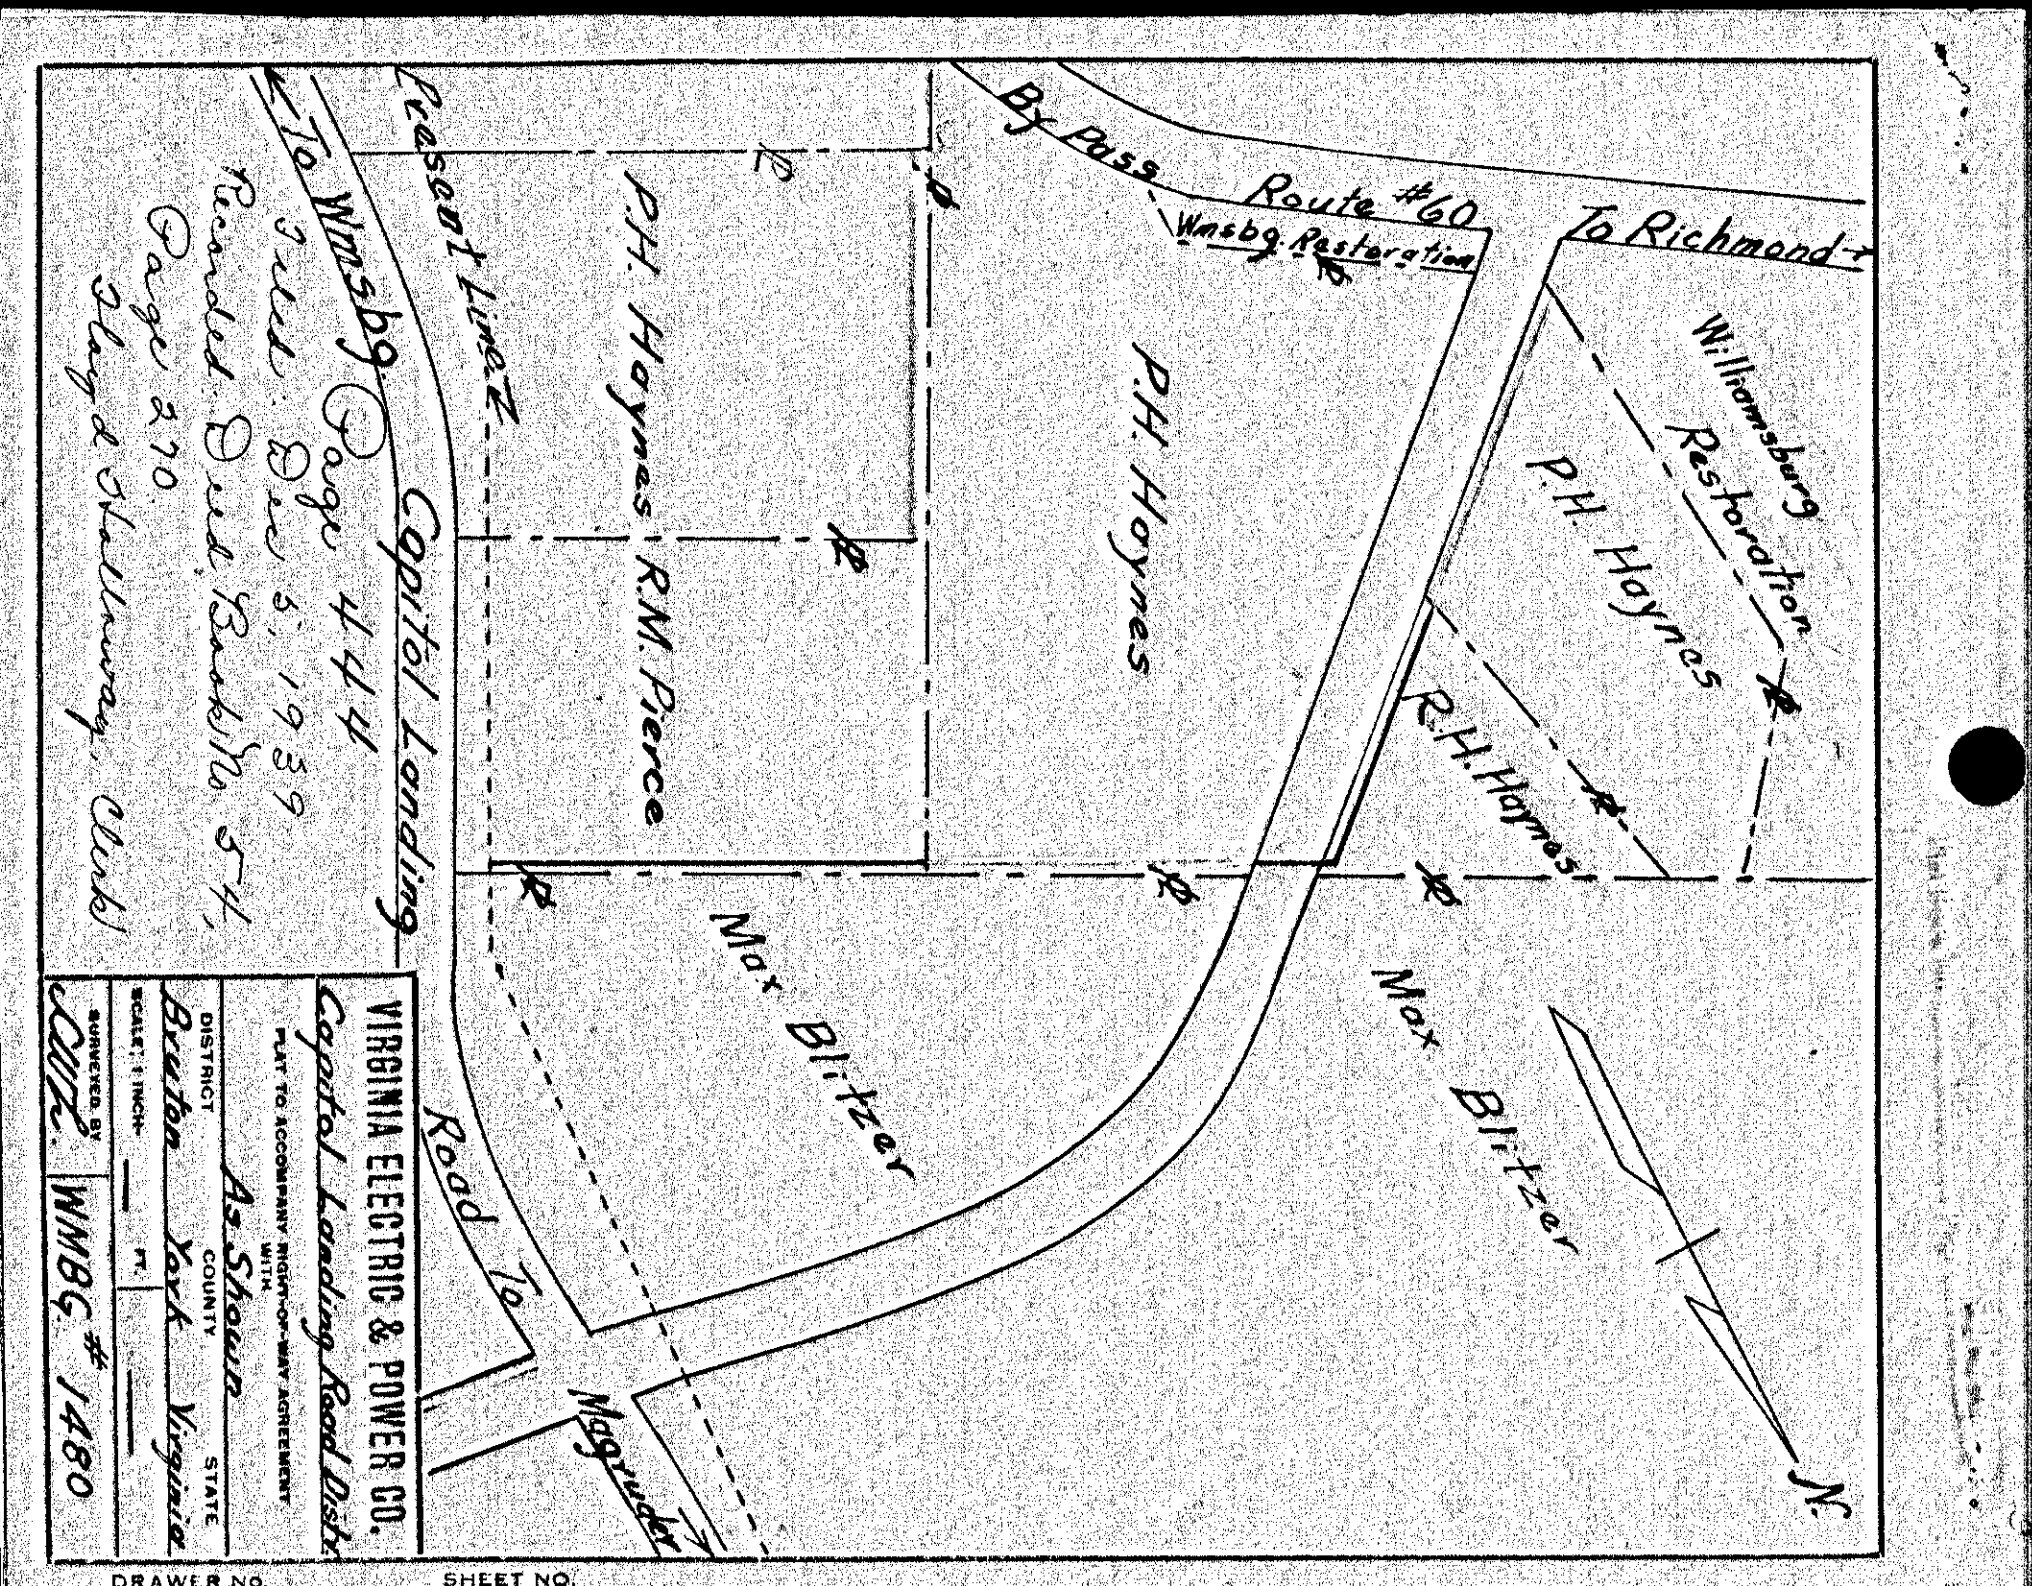 By Pass
Route #60
To Richmond
Wmsbg. Restoration
Williamsburg
Restoration
P.H. Haynes
R.H. Haynes
P.H. Haynes
P.H. Haynes
R.M. Pierce
Present Line
Max Blitzer
Max Blitzer
N.
To Wmsbg
Capitol Landing
Road To
Magruder
Page 444
Filed: Dec 5, 1939
Recorded: Deed Book No 54,
Page 270.
Floyd Holloway, Clerk
VIRGINIA ELECTRIC & POWER CO.
Capitol Landing Road Distr.
PLAT TO ACCOMPANY RIGHT-OF-WAY AGREEMENT
WITH
As Shown
DISTRICT COUNTY STATE
Bruton York Virginia
SCALE: 1 INCH FT.
SURVEYED BY
WMBG. #1480
DRAWER NO. SHEET NO.